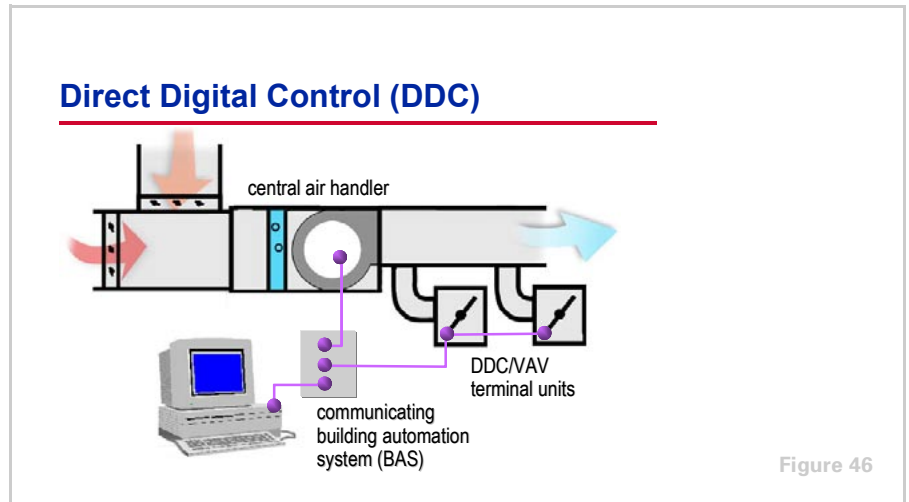 Direct Digital Control (DDC)
central air handler
DDC/VAV
terminal units
communicating
building automation
system (BAS)
Figure 46